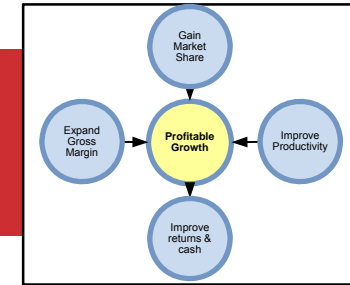 Gain
Market
Share
Expand
Gross
Margin
Profitable
Growth
Improve
Productivity
Improve
returns &
cash